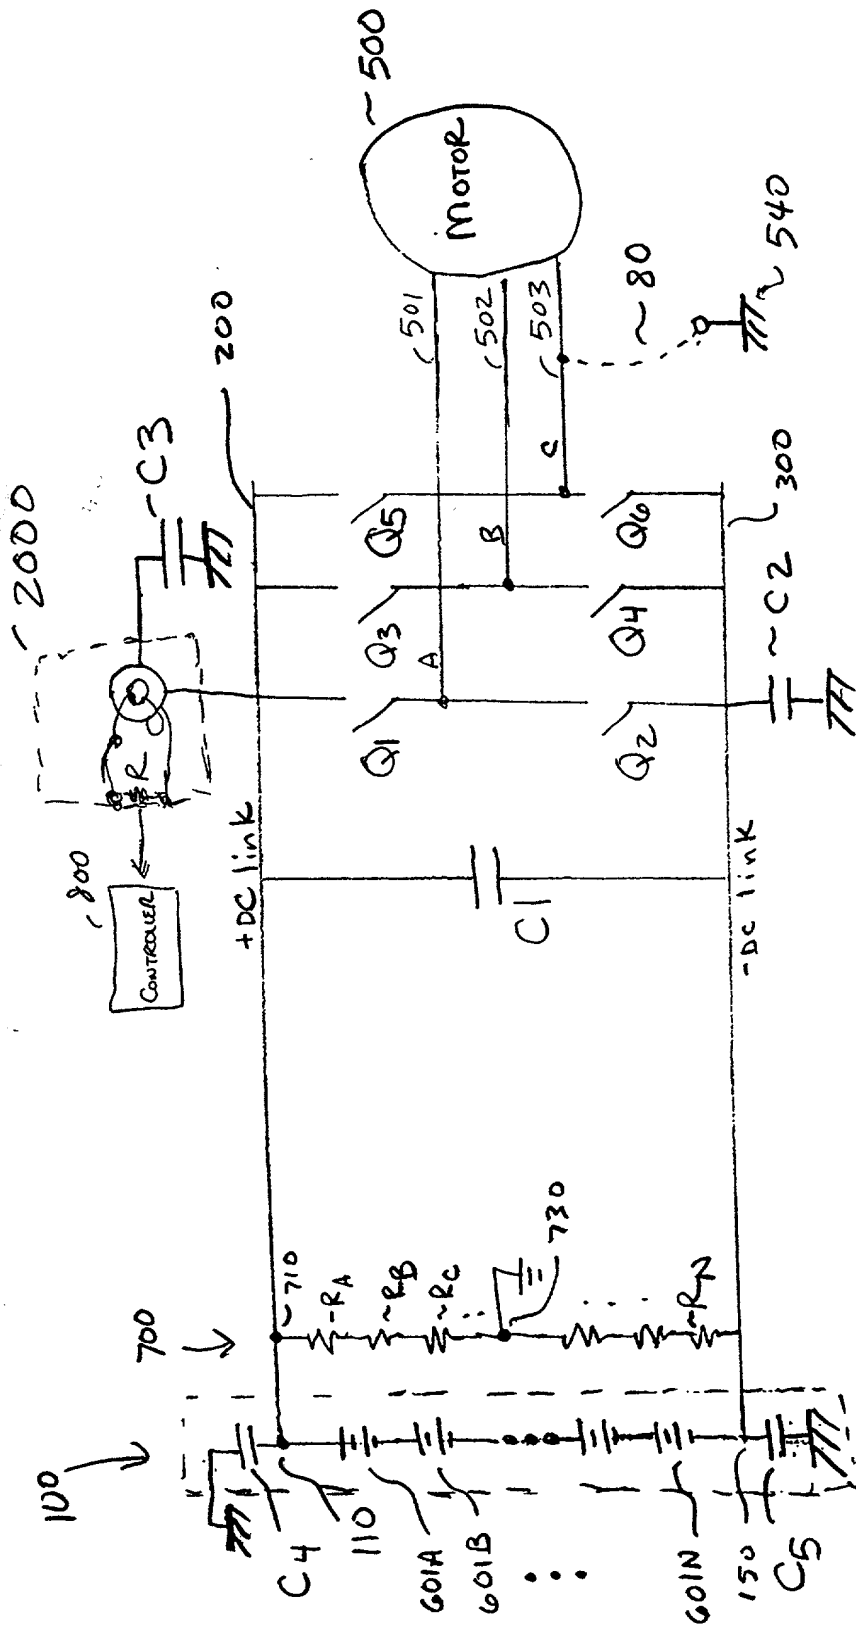 100
700
C4
110
601A
601B
601N
150
C5
710
RA
RB
RC
730
RN
800
CONTROLLER
R
2000
C3
+DC link
200
C1
-DC link
Q1
Q3
Q5
Q2
Q4
Q6
A
B
C
C2
300
501
502
503
MOTOR
500
80
540